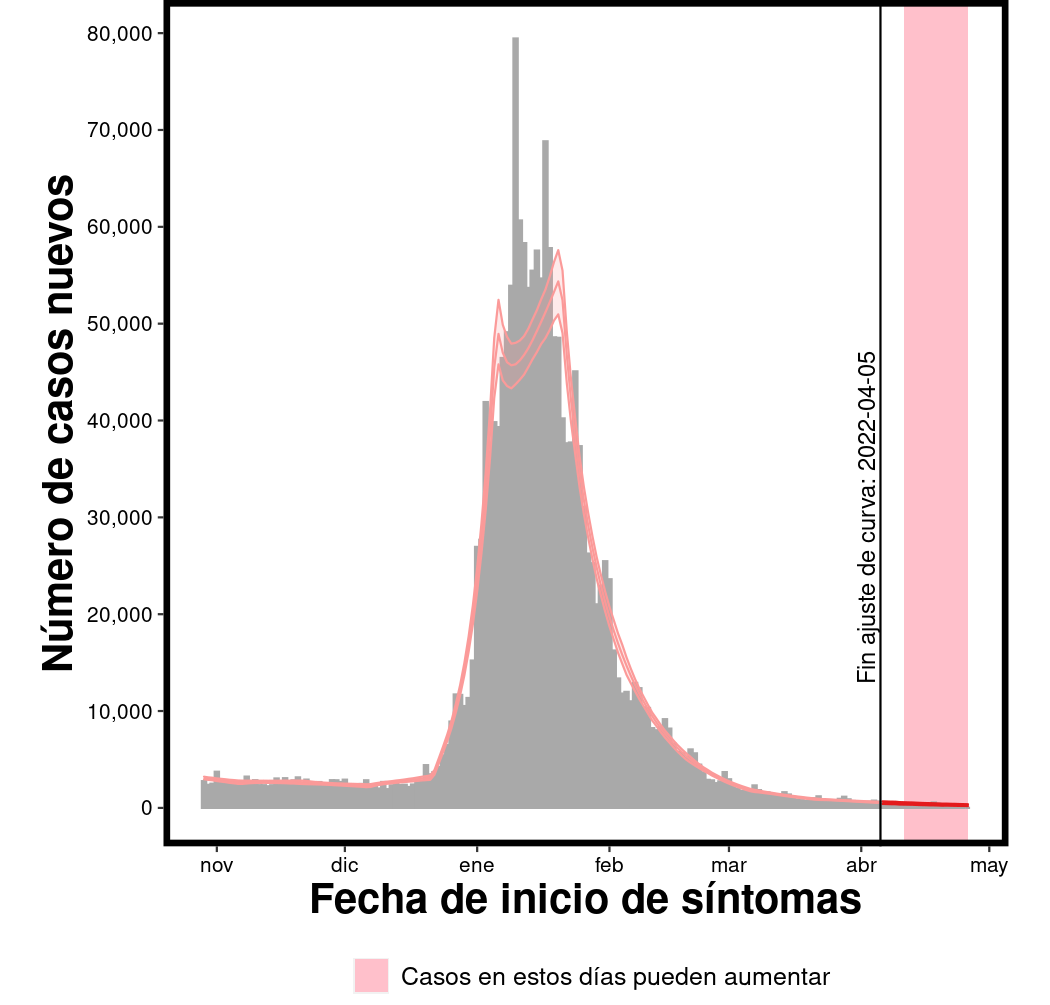 80,000
70,000
60,000
50,000
40,000
30,000
20,000
10,000
0
Número de casos nuevos
Fin ajuste de curva: 2022-04-05
nov dic ene feb mar abr may
Fecha de inicio de síntomas
Casos en estos días pueden aumentar